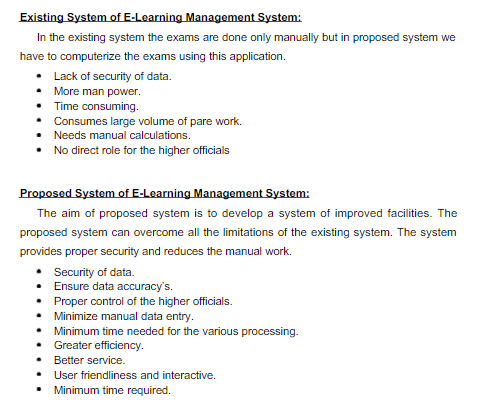 Existing System of E-Learning Management System:
In the existing system the exams are done only manually but in proposed system we
have to computerize the exams using this application.
• Lack of security of data.
• More man power.
• Time consuming.
• Consumes large volume of pare work.
• Needs manual calculations.
• No direct role for the higher officials
Proposed System of E-Learning Management System:
The aim of proposed system is to develop a system of improved facilities. The
proposed system can overcome all the limitations of the existing system. The system
provides proper security and reduces the manual work.
• Security of data.
• Ensure data accuracy's.
• Proper control of the higher officials.
• Minimize manual data entry.
• Minimum time needed for the various processing.
• Greater efficiency.
• Better service.
• User friendliness and interactive.
• Minimum time required.